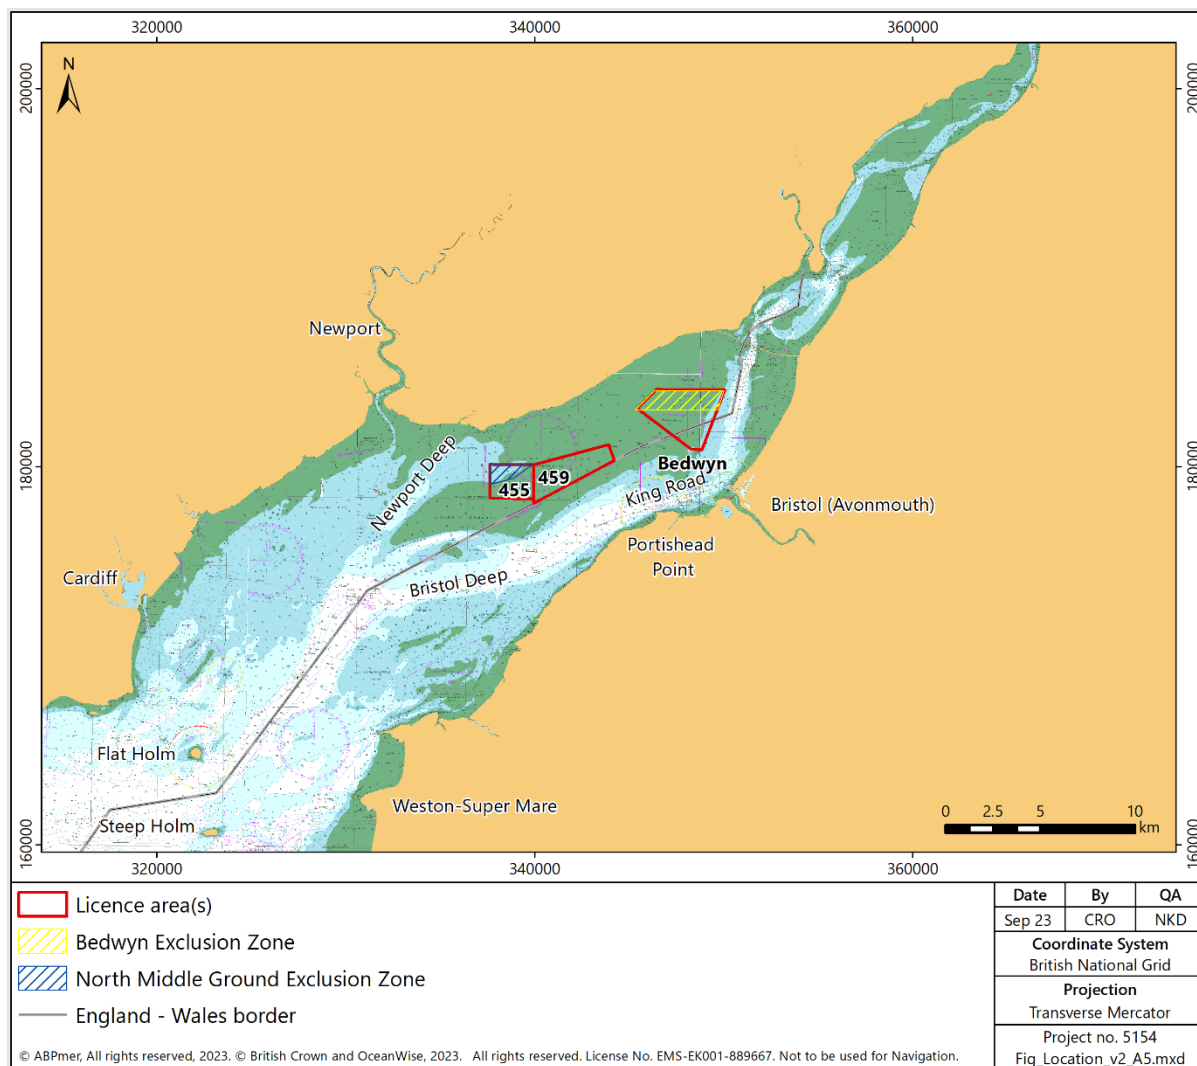 320000
340000
360000
200000
200000
N
Newport
180000
180000
Newport Deep
455
459
Bedwyn
King Road
Bristol (Avonmouth)
Portishead
Point
Cardiff
Bristol Deep
Flat Holm
Weston-Super Mare
Steep Holm
0 2.5 5 10
km
160000
160000
320000
340000
360000
Licence area(s)
Bedwyn Exclusion Zone
North Middle Ground Exclusion Zone
England - Wales border
© ABPmer, All rights reserved, 2023. © British Crown and OceanWise, 2023. All rights reserved. License No. EMS-EK001-889667. Not to be used for Navigation.
Date By QA
Sep 23 CRO NKD
Coordinate System
British National Grid
Projection
Transverse Mercator
Project no. 5154
Fig_Location_v2_A5.mxd